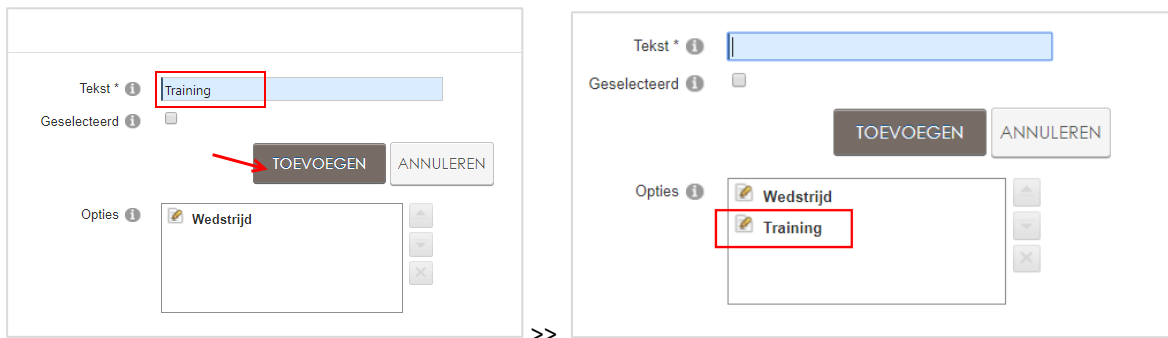 Tekst * i
Training
Geselecteerd i
TOEVOEGEN ANNULEREN
Opties i
Wedstrijd
>>
Tekst * i
Geselecteerd i
TOEVOEGEN ANNULEREN
Opties i
Wedstrijd
Training